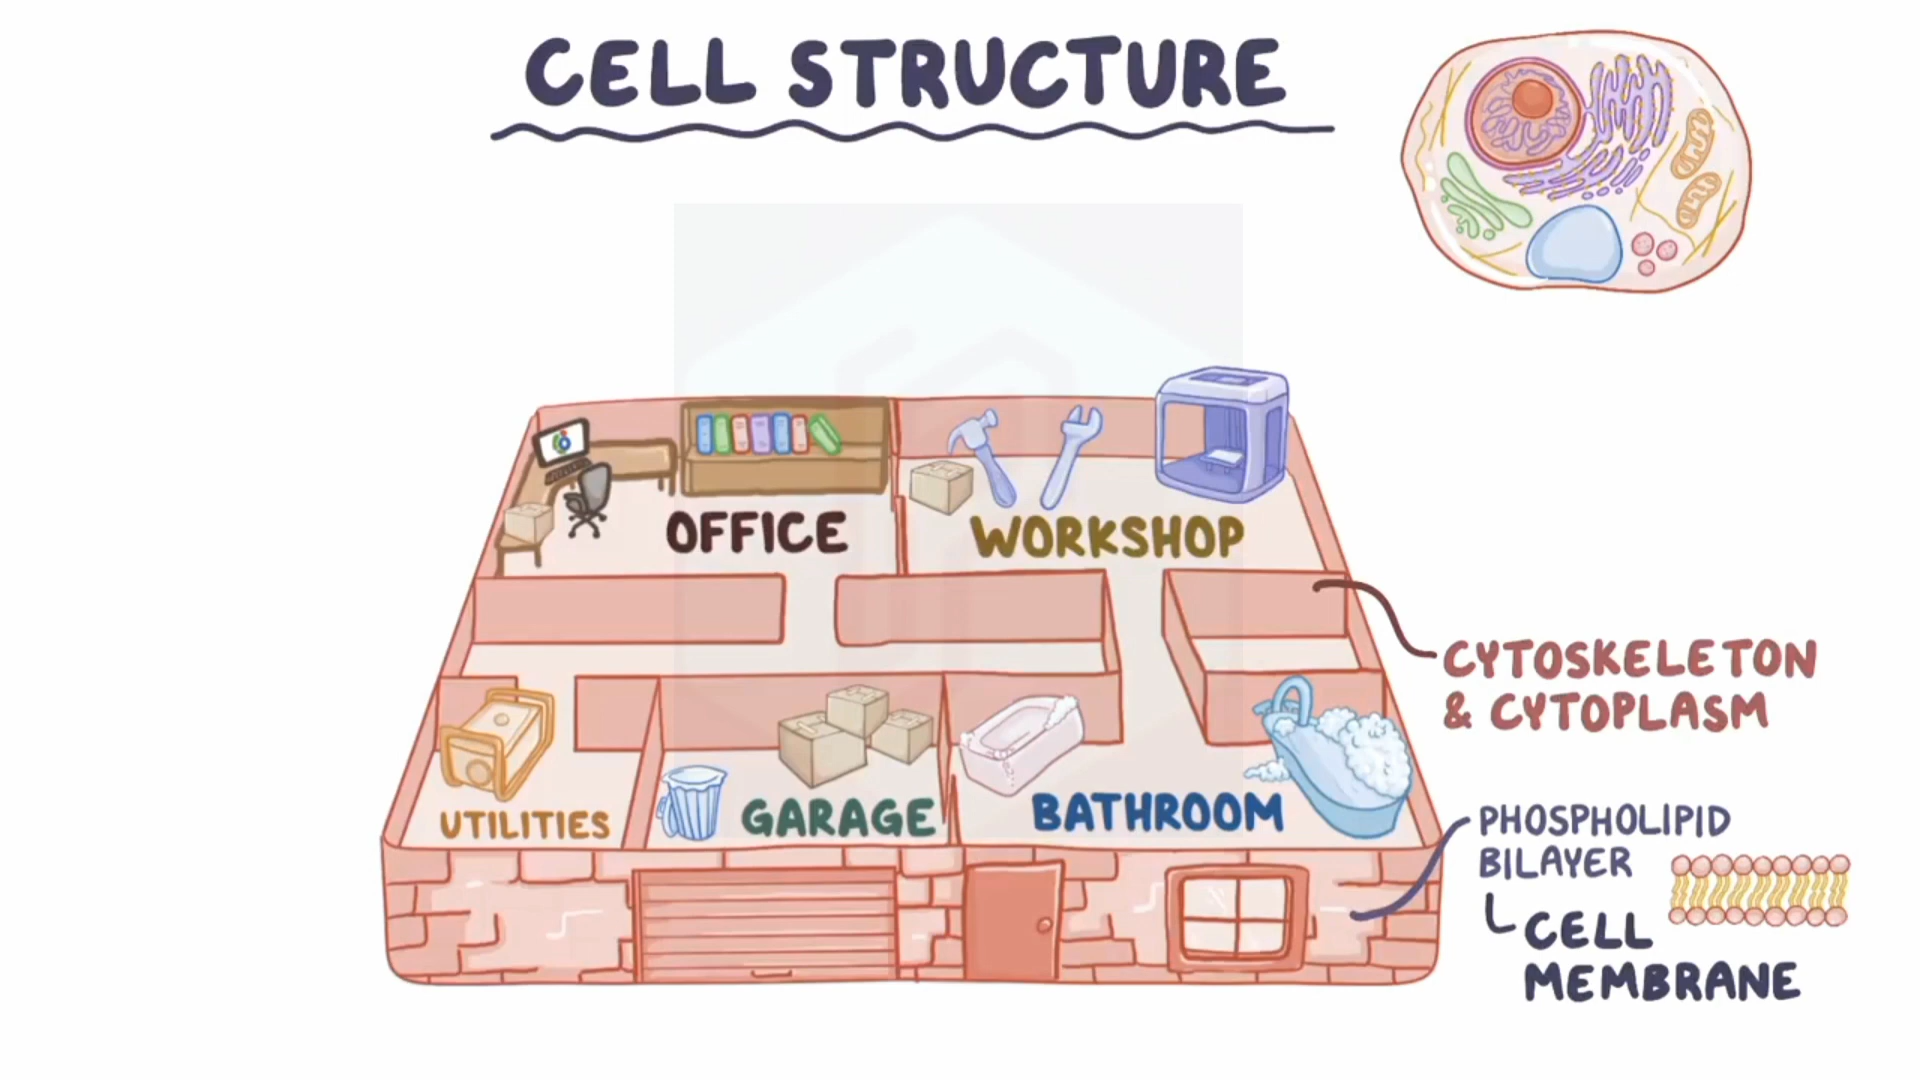 CELL STRUCTURE
OFFICE
WORKSHOP
CYTOSKELETON
& CYTOPLASM
UTILITIES
GARAGE
BATHROOM
PHOSPHOLIPID
BILAYER
CELL
MEMBRANE